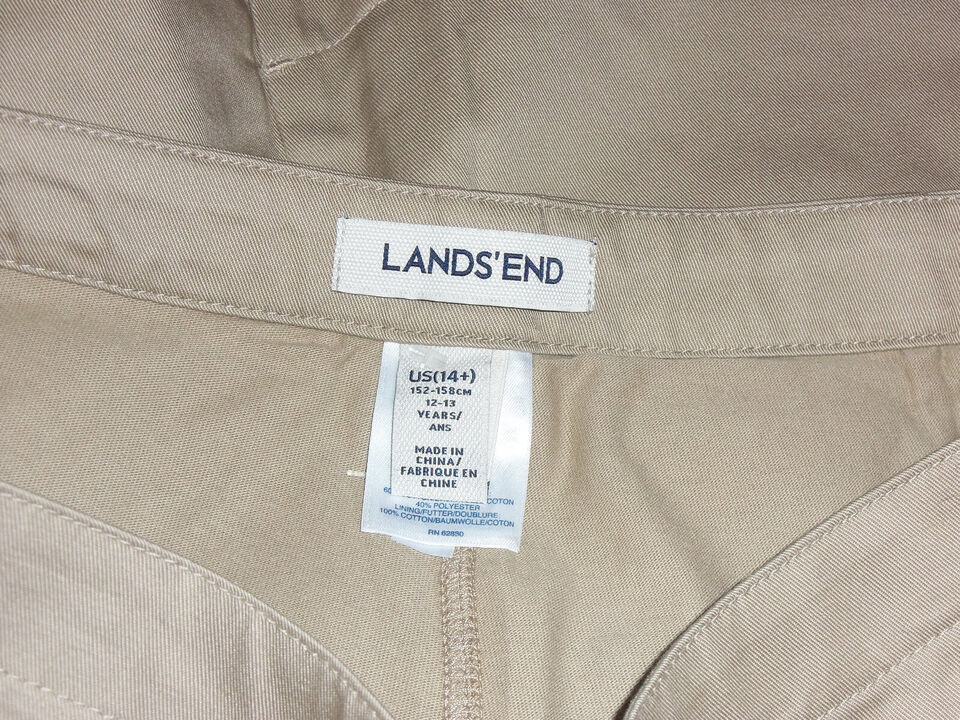 LANDS'END
US(14+)
152-158CM
12-13
YEARS/
ANS
MADE IN
CHINA/
FABRIQUE EN
CHINE
COTON
40% POLYESTER
LINING/FUTTER/DOUBLURE:
100% COTTON/BAUMWOLLE/COTON
RN 62830